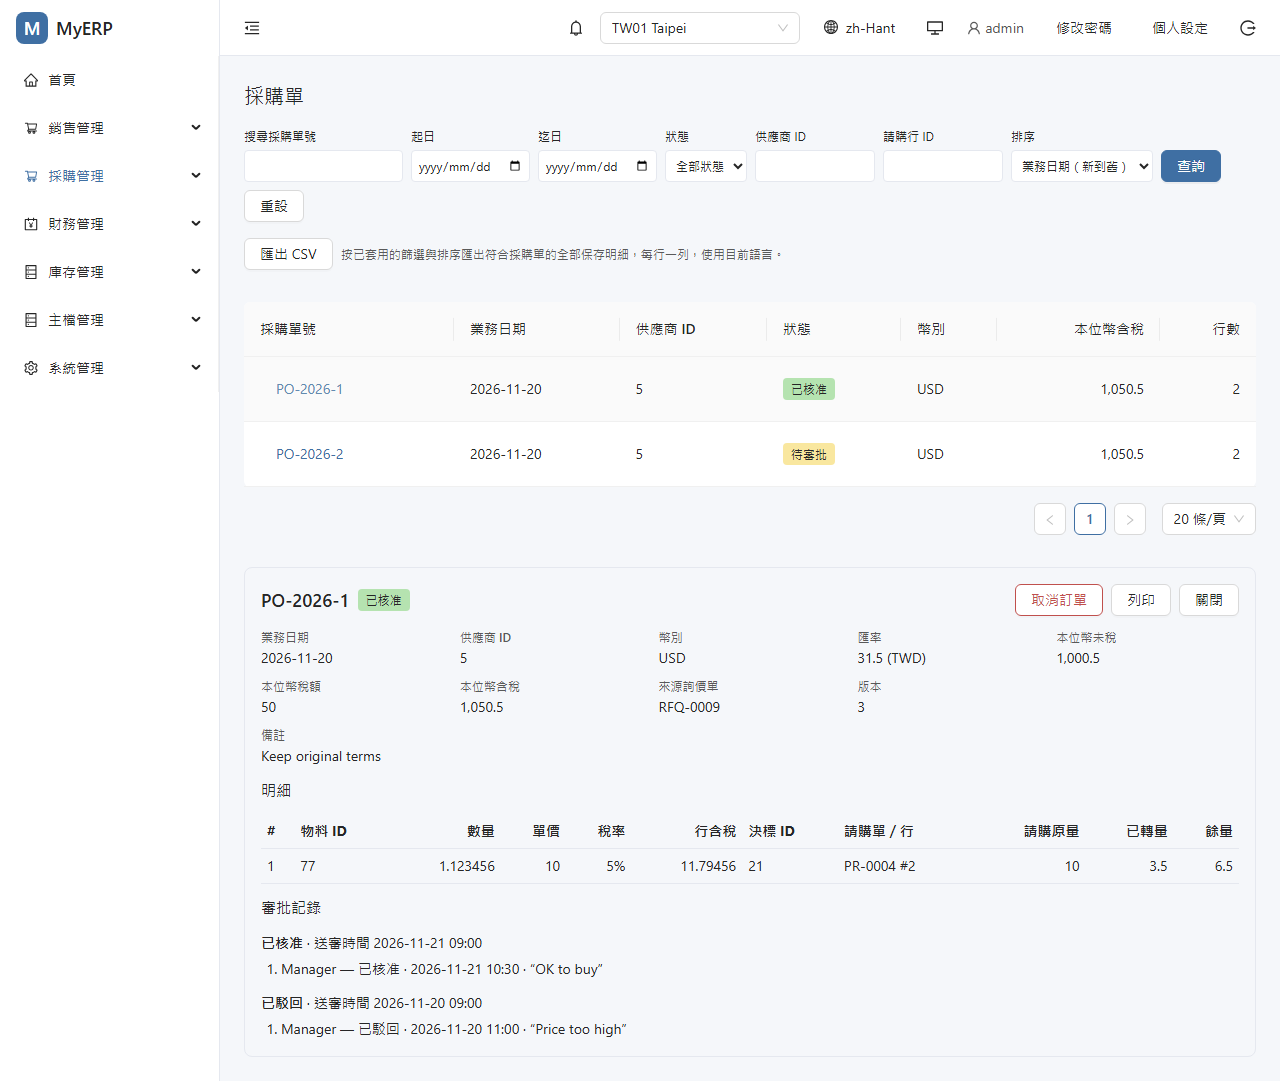 M MyERP
TW01 Taipei
zh-Hant
admin
修改密碼
個人設定
首頁
銷售管理
採購管理
財務管理
庫存管理
主檔管理
系統管理
採購單
搜尋採購單號 起日 迄日 狀態 供應商 ID 請購行 ID 排序
yyyy/mm/dd yyyy/mm/dd 全部狀態 業務日期（新到舊） 查詢
重設
匯出 CSV 按已套用的篩選與排序匯出符合採購單的全部保存明細，每行一列，使用目前語言。
採購單號 業務日期 供應商 ID 狀態 幣別 本位幣含稅 行數
PO-2026-1 2026-11-20 5 已核准 USD 1,050.5 2
PO-2026-2 2026-11-20 5 待審批 USD 1,050.5 2
< 1 > 20 條/頁
PO-2026-1 已核准 取消訂單 列印 關閉
業務日期 供應商 ID 幣別 匯率 本位幣未稅
2026-11-20 5 USD 31.5 (TWD) 1,000.5
本位幣稅額 本位幣含稅 來源詢價單 版本
50 1,050.5 RFQ-0009 3
備註
Keep original terms
明細
# 物料 ID 數量 單價 稅率 行含稅 決標 ID 請購單 / 行 請購原量 已轉量 餘量
1 77 1.123456 10 5% 11.79456 21 PR-0004 #2 10 3.5 6.5
審批記錄
已核准 · 送審時間 2026-11-21 09:00
1. Manager — 已核准 · 2026-11-21 10:30 · “OK to buy”
已駁回 · 送審時間 2026-11-20 09:00
1. Manager — 已駁回 · 2026-11-20 11:00 · “Price too high”